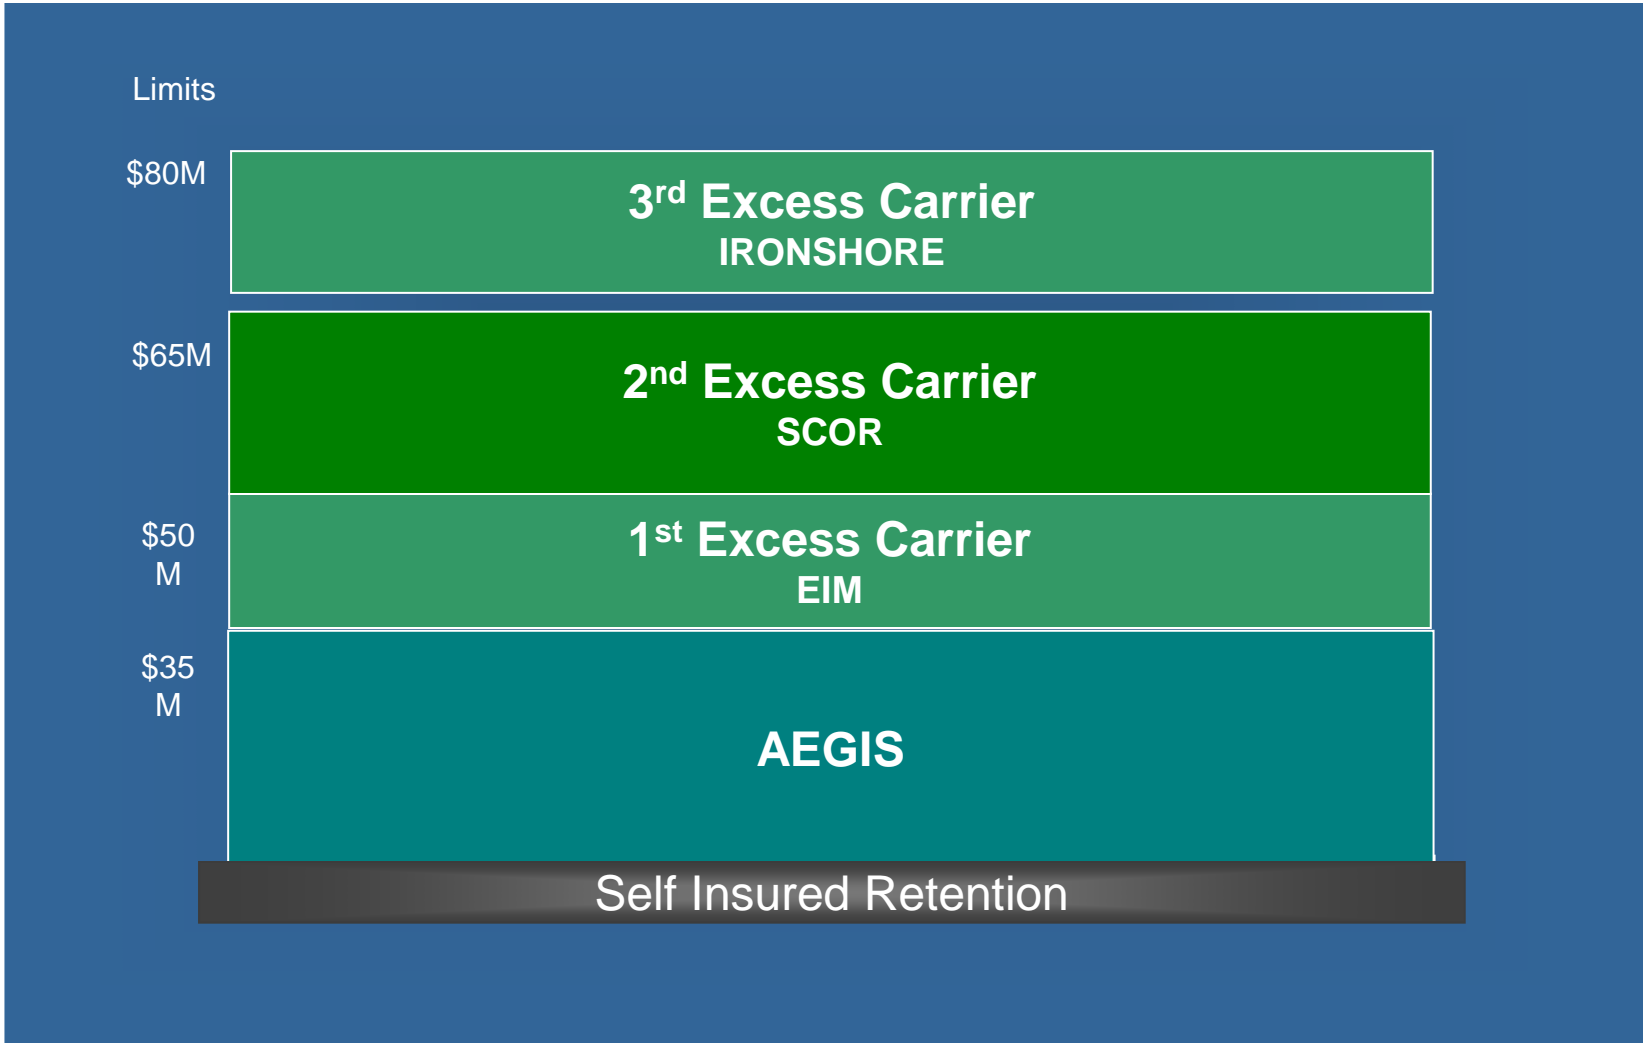 Limits
$80M
3rd Excess Carrier
IRONSHORE
$65M
2nd Excess Carrier
SCOR
$50
M
1st Excess Carrier
EIM
$35
M
AEGIS
Self Insured Retention